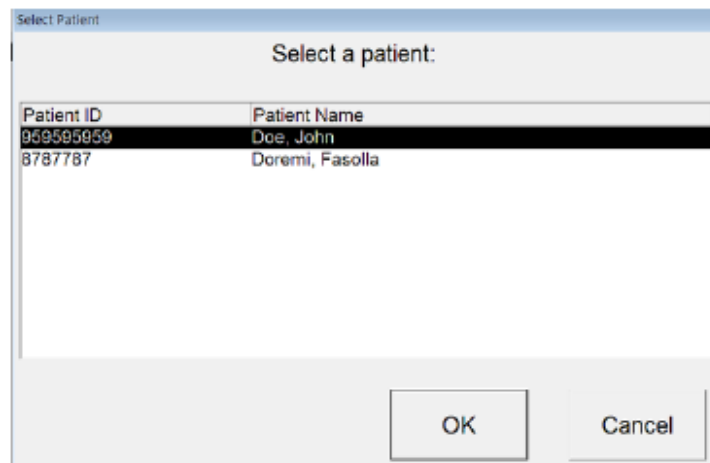 Select Patient
Select a patient:
Patient ID Patient Name
959595959 Doe, John
8787787 Doremi, Fasolla
OK Cancel